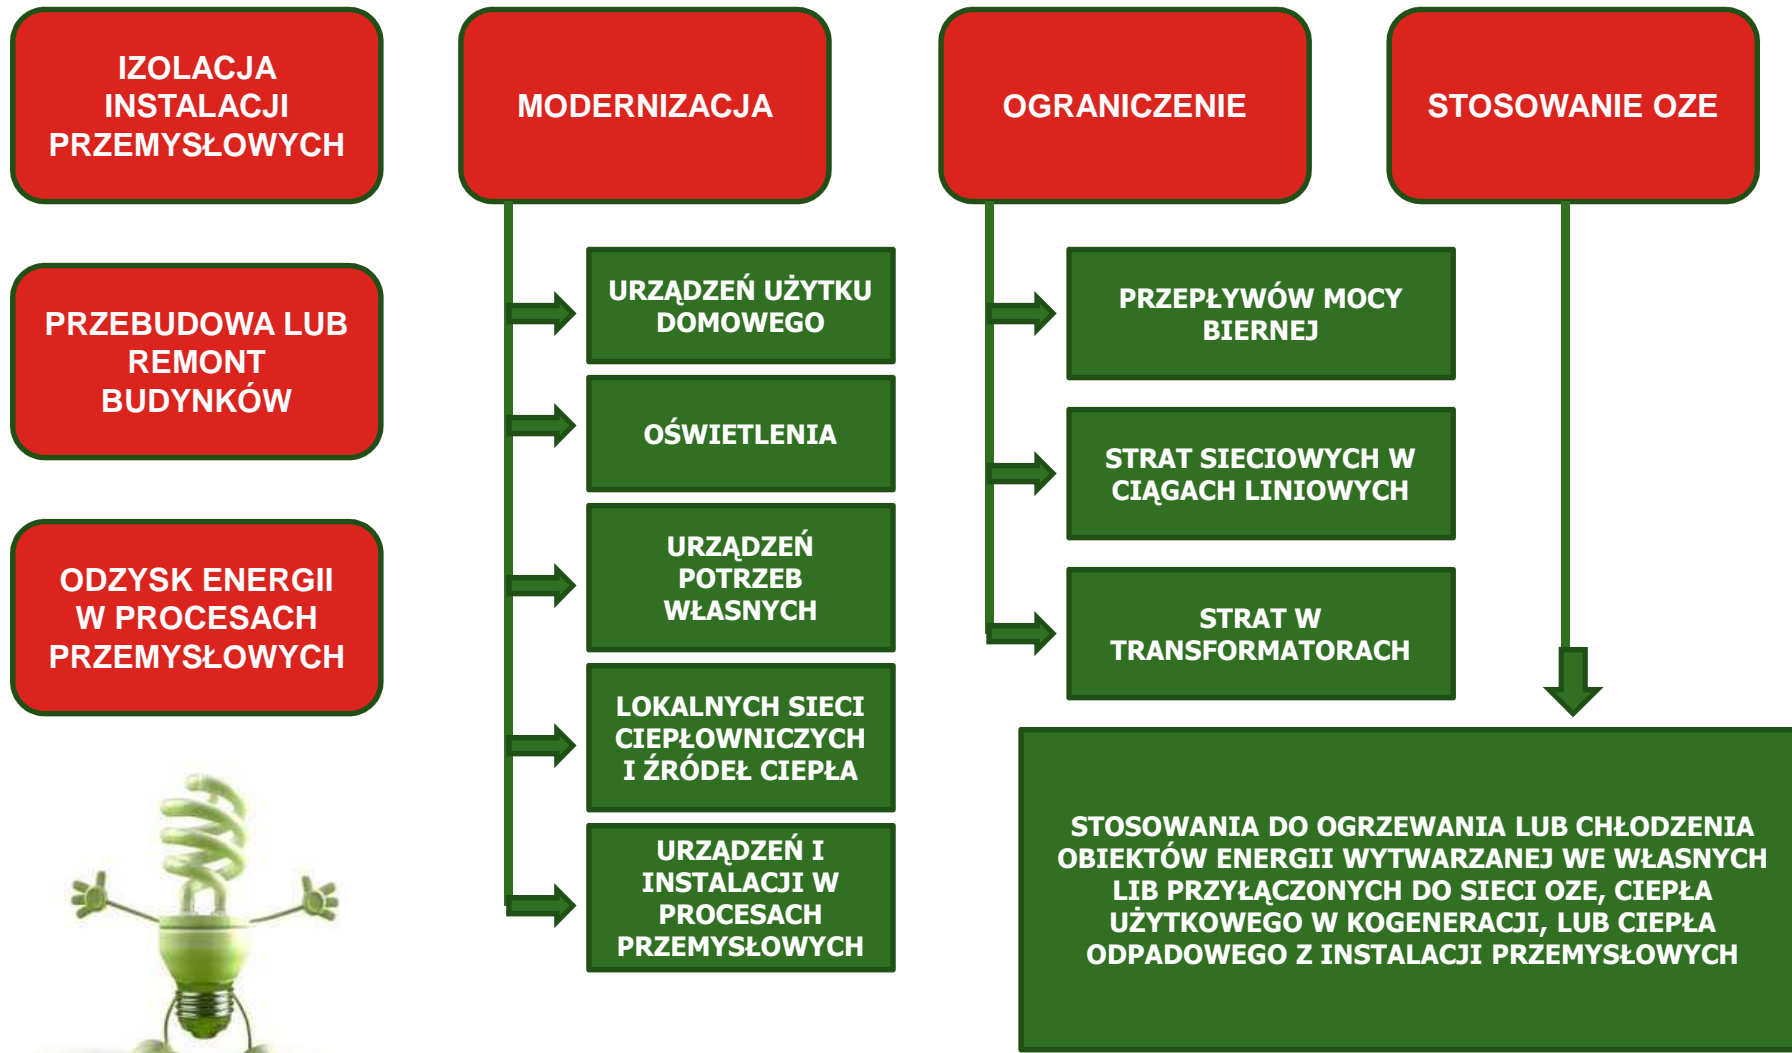 IZOLACJA
INSTALACJI
PRZEMYSŁOWYCH
PRZEBUDOWA LUB
REMONT
BUDYNKÓW
ODZYSK ENERGII
W PROCESACH
PRZEMYSŁOWYCH
MODERNIZACJA
URZĄDZEŃ UŻYTKU
DOMOWEGO
OŚWIETLENIA
URZĄDZEŃ
POTRZEB
WŁASNYCH
LOKALNYCH SIECI
CIEPŁOWNICZYCH
I ŹRÓDEŁ CIEPŁA
URZĄDZEŃ I
INSTALACJI W
PROCESACH
PRZEMYSŁOWYCH
OGRANICZENIE
PRZEPŁYWÓW MOCY
BIERNEJ
STRAT SIECIOWYCH W
CIĄGACH LINIOWYCH
STRAT W
TRANSFORMATORACH
STOSOWANIE OZE
STOSOWANIA DO OGRZEWANIA LUB CHŁODZENIA
OBIEKTÓW ENERGII WYTWARZANEJ WE WŁASNYCH
LIB PRZYŁĄCZONYCH DO SIECI OZE, CIEPŁA
UŻYTKOWEGO W KOGENERACJI, LUB CIEPŁA
ODPADOWEGO Z INSTALACJI PRZEMYSŁOWYCH